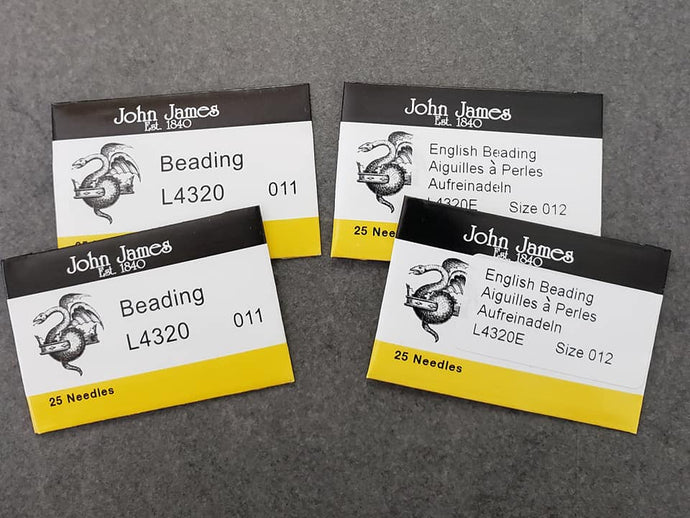 John James
Est. 1840
Beading
L4320 011
25
John James
Est. 1840
English Beading
Aiguilles à Perles
Aufreinadeln
L4320E Size 012
25 Needles
John James
Est. 1840
Beading
L4320 011
25 Needles
John James
Est. 1840
English Beading
Aiguilles à Perles
Aufreinadeln
L4320E Size 012
25 Needles